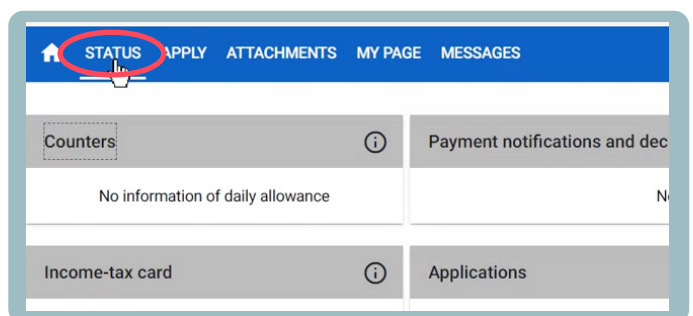 STATUS APPLY ATTACHMENTS MY PAGE MESSAGES
Counters
Payment notifications and dec
No information of daily allowance
Income-tax card
Applications